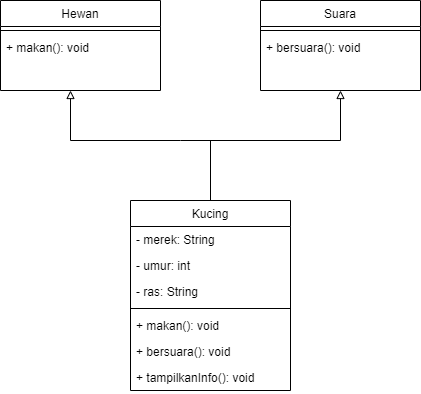 Hewan
+ makan(): void
Suara
+ bersuara(): void
Kucing
- merek: String
- umur: int
- ras: String
+ makan(): void
+ bersuara(): void
+ tampilkanInfo(): void